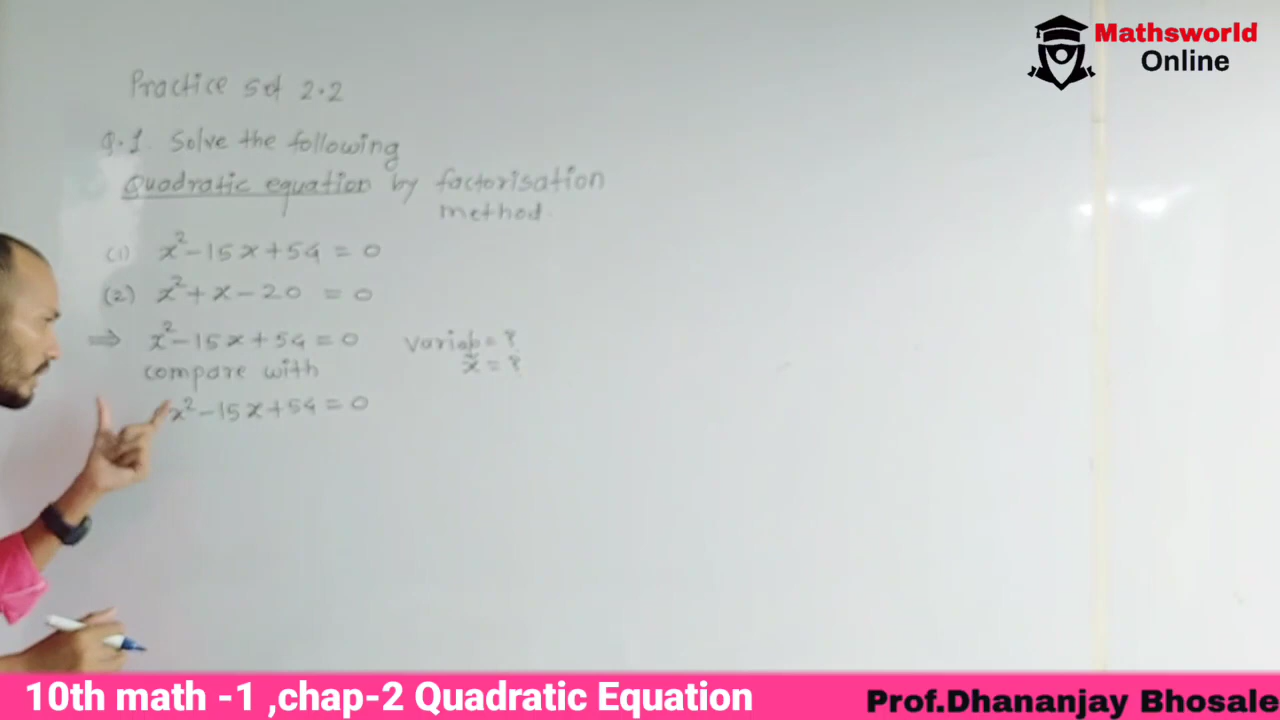 Mathsworld
Online
Practice set 2.2
Q.1. Solve the following
Quadratic equation by factorisation
method.
(1) x²-15x+54 = 0
(2) x²+x-20 = 0
⇒ x²-15x+54=0 Variab=?
x=?
compare with
x²-15x+54=0
10th math -1 ,chap-2 Quadratic Equation
Prof.Dhananjay Bhosale